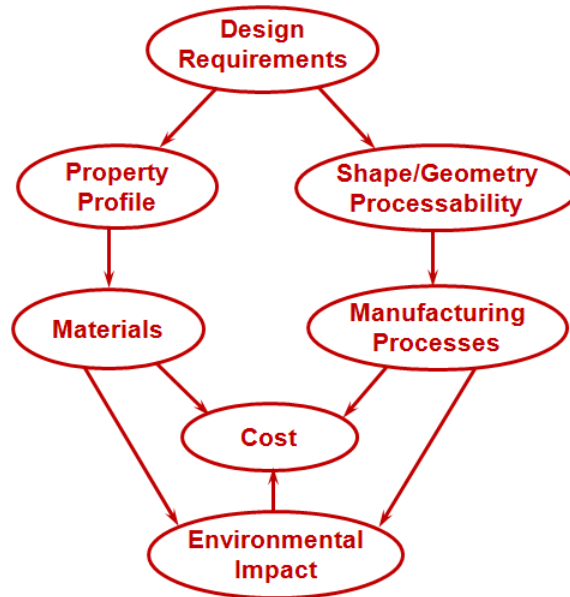 Design
Requirements
Property
Profile
Shape/Geometry
Processability
Materials
Manufacturing
Processes
Cost
Environmental
Impact